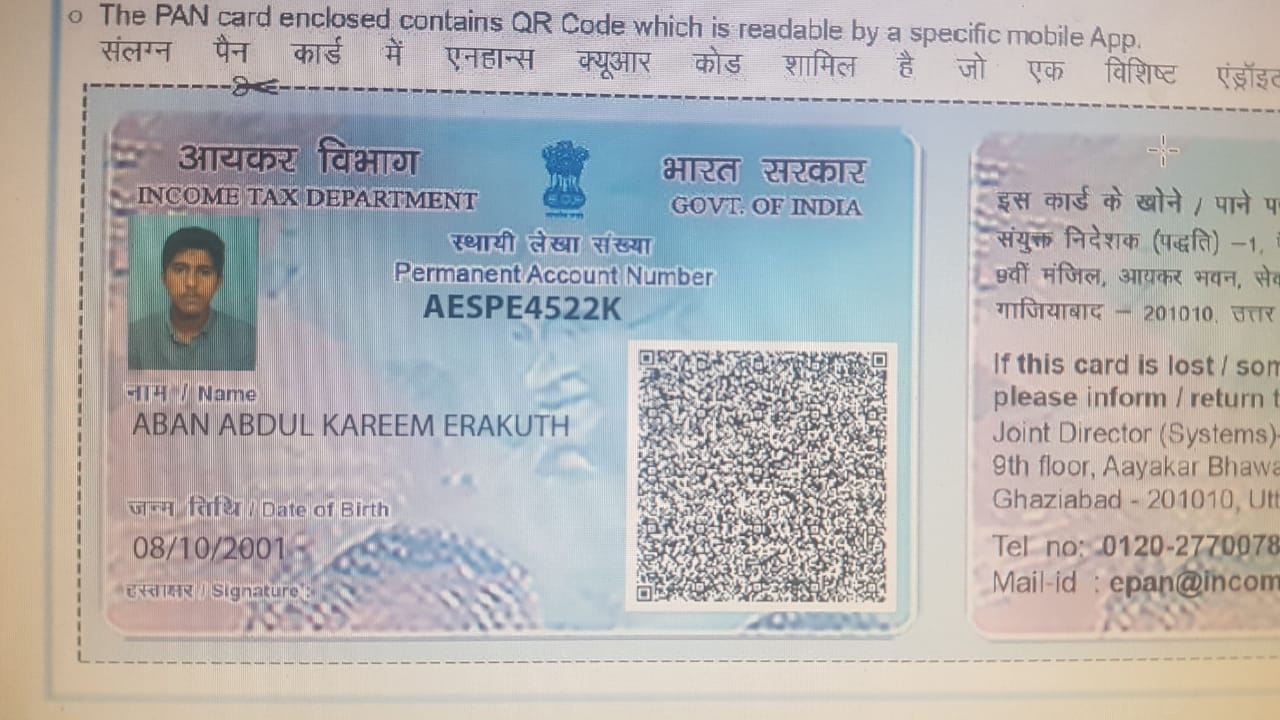 o The PAN card enclosed contains QR Code which is readable by a specific mobile App.
संलग्न पैन कार्ड में एनहान्स क्यूआर कोड शामिल है जो एक विशिष्ट
आयकर विभाग
INCOME TAX DEPARTMENT
भारत सरकार
GOVT. OF INDIA
स्थायी लेखा संख्या
Permanent Account Number
AESPE4522K
नाम / Name
ABAN ABDUL KAREEM ERAKUTH
जन्म तिथि / Date of Birth
08/10/2001
हस्ताक्षर / Signature :-
इस कार्ड के खोने / पाने
संयुक्त निदेशक (पद्धति) –1,
9वीं मंजिल, आयकर भवन,
गाजियाबाद – 201010, उत्तर
If this card is lost /
please inform / return
Joint Director (Systems)
9th floor, Aayakar
Ghaziabad - 201010,
Tel no: 0120-2770078
Mail-id : epan@incom